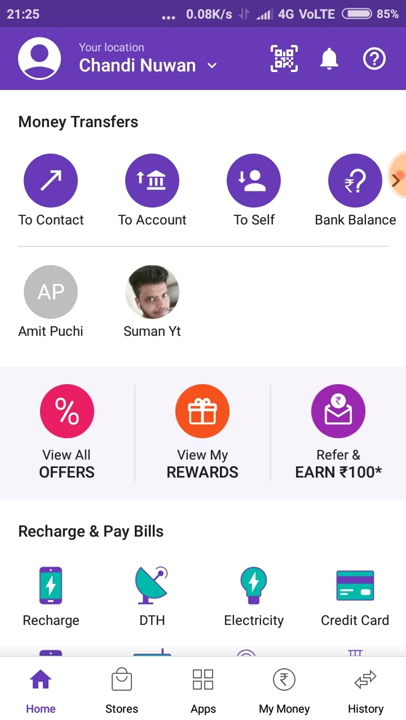 21:25
... 0.08K/s 4G VoLTE 85%
Your location
Chandi Nuwan
Money Transfers
To Contact
To Account
To Self
Bank Balance
AP
Amit Puchi
Suman Yt
View All
OFFERS
View My
REWARDS
Refer &
EARN ₹100*
Recharge & Pay Bills
Recharge
DTH
Electricity
Credit Card
Home
Stores
Apps
My Money
History